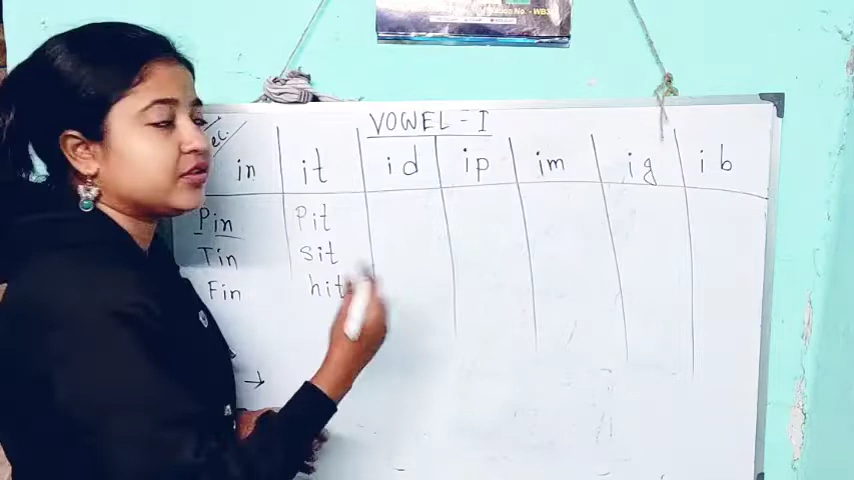 VOWEL - I
in it id ip im ig ib
Pin Pit
Tin sit
Fin hit